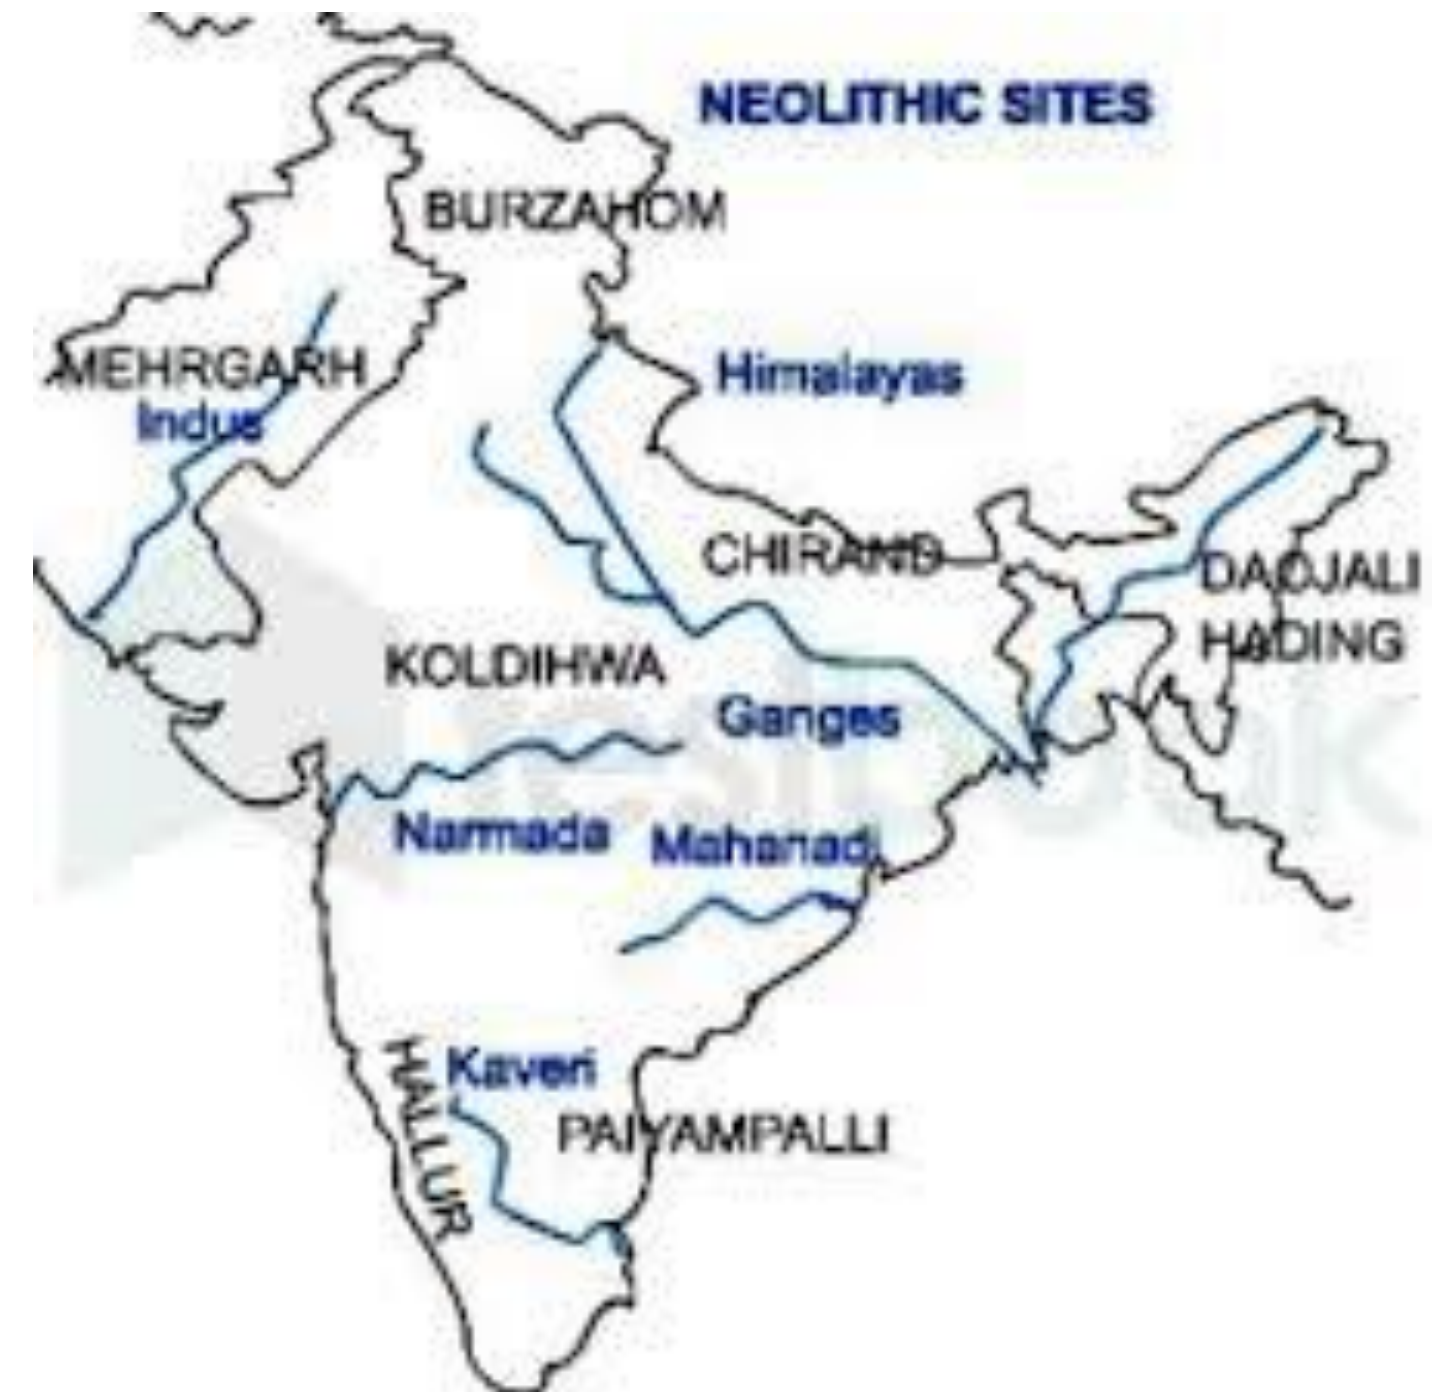 NEOLITHIC SITES
BURZAHOM
MEHRGARH
Himalayas
Indus
CHIRAND
DAOJALI
HADING
KOLDIHWA
Ganges
Narmada
Mahanadi
Kaveri
HALLUR
PAIYAMPALLI